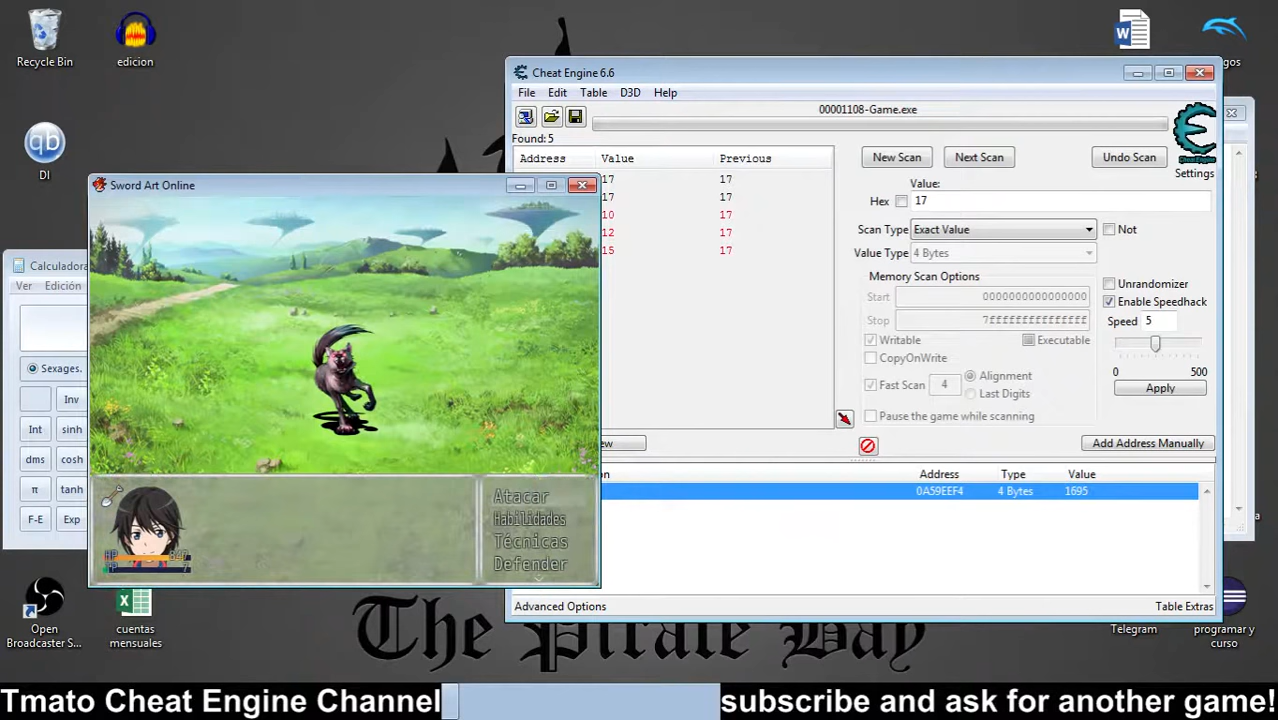 Recycle Bin
edicion
DI
Cheat Engine 6.6
File Edit Table D3D Help
00001108-Game.exe
Found: 5
Address Value Previous
17 17
17 17
10 17
12 17
15 17
New Scan Next Scan Undo Scan
Cheat Engine
Settings
Value:
Hex 17
Scan Type Exact Value Not
Value Type 4 Bytes
Memory Scan Options
Start 0000000000000000
Stop 7fffffffffffffff
Writable Executable
CopyOnWrite
Fast Scan 4 Alignment
Last Digits
Pause the game while scanning
Unrandomizer
Enable Speedhack
Speed 5
0 500
Apply
Add Address Manually
Address Type Value
0A59EEF4 4 Bytes 1695
Advanced Options Table Extras
Sword Art Online
Atacar
Habilidades
Técnicas
Defender
HP
7
Calculadora
Ver Edición
Sexages.
Inv
Int sinh
dms cosh
π tanh
F-E Exp
Open
Broadcaster S...
cuentas
mensuales
Telegram
programar y
curso
The Pirate Bay
Tmato Cheat Engine Channel
subscribe and ask for another game!